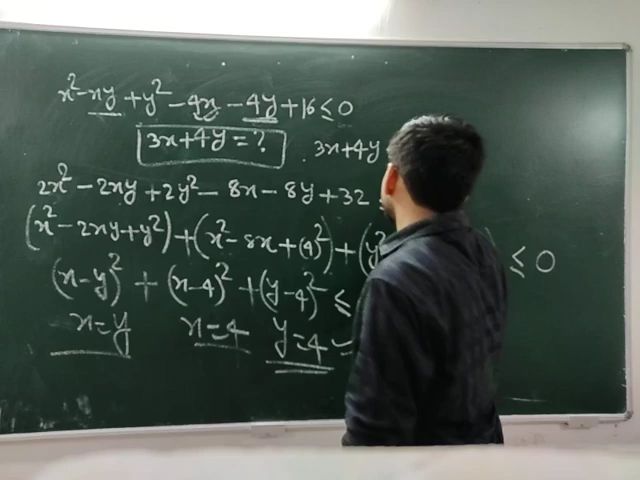 x² - xy + y² - 4x - 4y + 16 ≤ 0
3x+4y = ?
3x+4y
2x² - 2xy + 2y² - 8x - 8y + 32
(x² - 2xy + y²) + (x² - 8x + (4)²) + (y² ) ≤ 0
(x-y)² + (x-4)² + (y-4)² ≤
x=y x=4 y=4